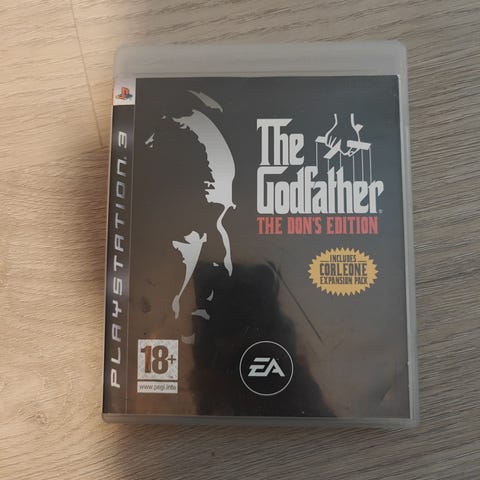 PLAYSTATION 3
The
Godfather
THE DON'S EDITION
INCLUDES
CORLEONE
EXPANSION PACK
18+
www.pegi.info
EA